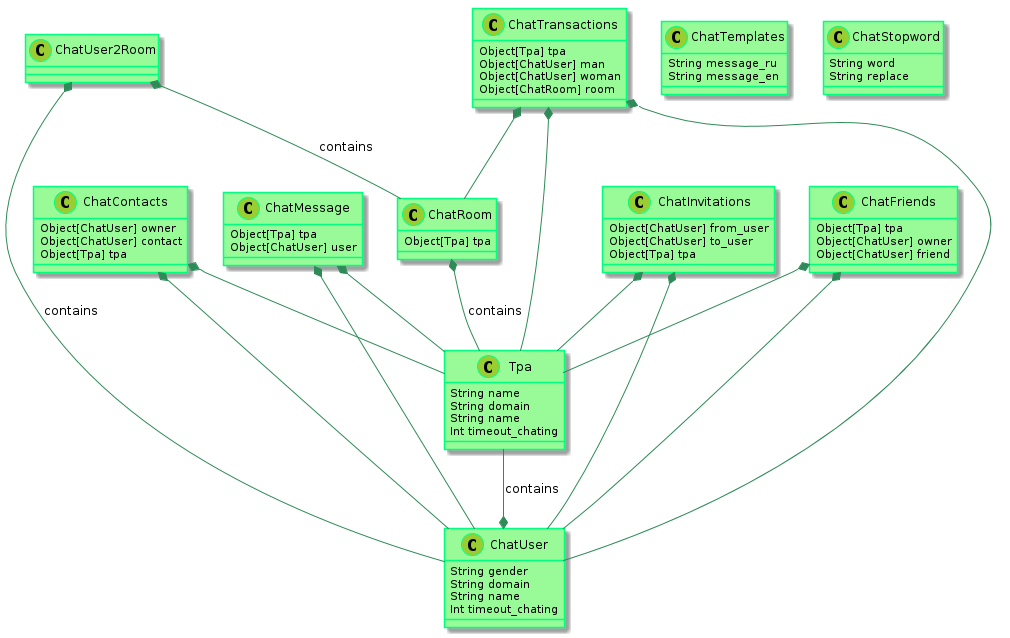 C ChatUser2Room
C ChatTransactions
Object[Tpa] tpa
Object[ChatUser] man
Object[ChatUser] woman
Object[ChatRoom] room
C ChatTemplates
String message_ru
String message_en
C ChatStopword
String word
String replace
contains
C ChatContacts
Object[ChatUser] owner
Object[ChatUser] contact
Object[Tpa] tpa
C ChatMessage
Object[Tpa] tpa
Object[ChatUser] user
C ChatRoom
Object[Tpa] tpa
C ChatInvitations
Object[ChatUser] from_user
Object[ChatUser] to_user
Object[Tpa] tpa
C ChatFriends
Object[Tpa] tpa
Object[ChatUser] owner
Object[ChatUser] friend
contains
contains
C Tpa
String name
String domain
String name
Int timeout_chating
contains
C ChatUser
String gender
String domain
String name
Int timeout_chating